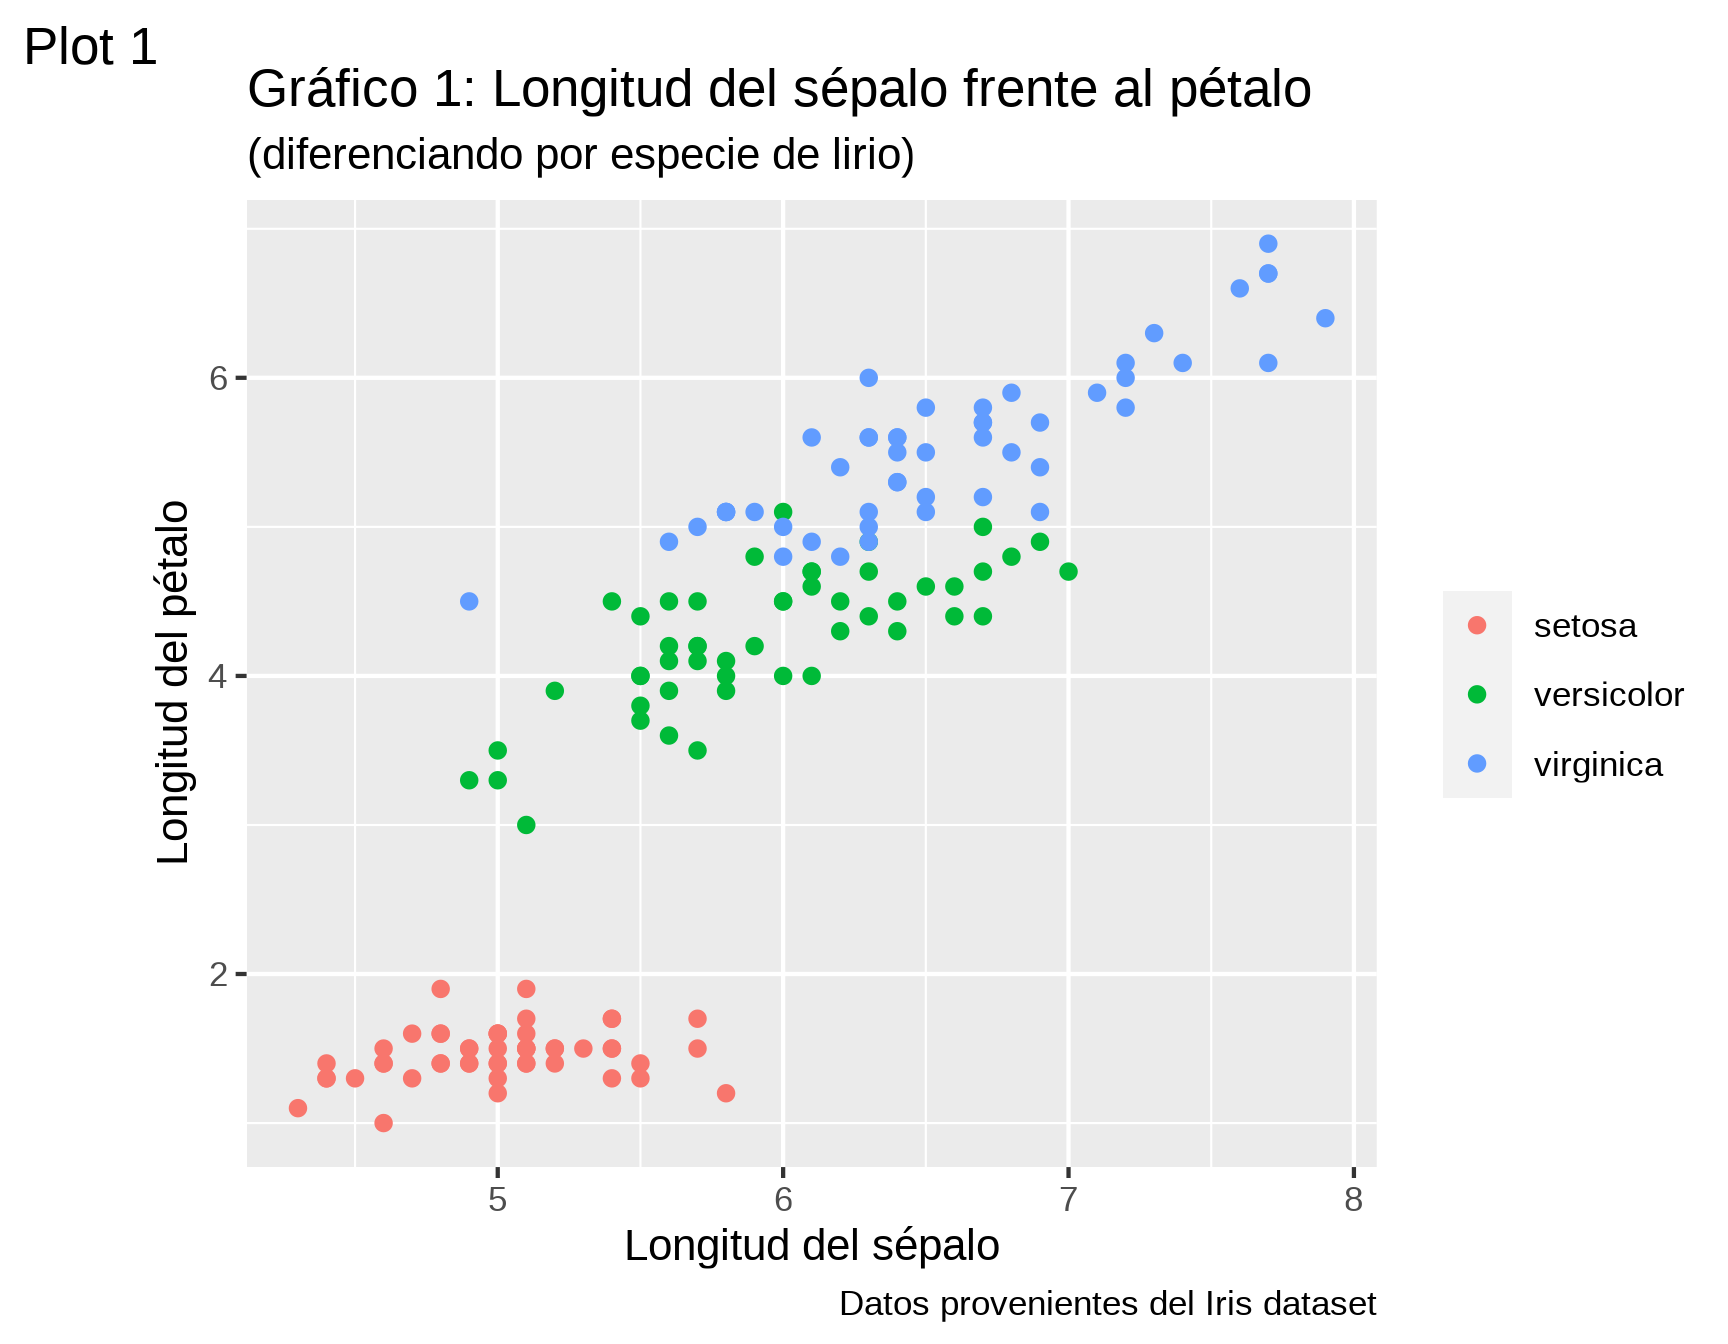 Plot 1
Gráfico 1: Longitud del sépalo frente al pétalo
(diferenciando por especie de lirio)
Longitud del pétalo
6
4
2
5
6
7
8
Longitud del sépalo
setosa
versicolor
virginica
Datos provenientes del Iris dataset